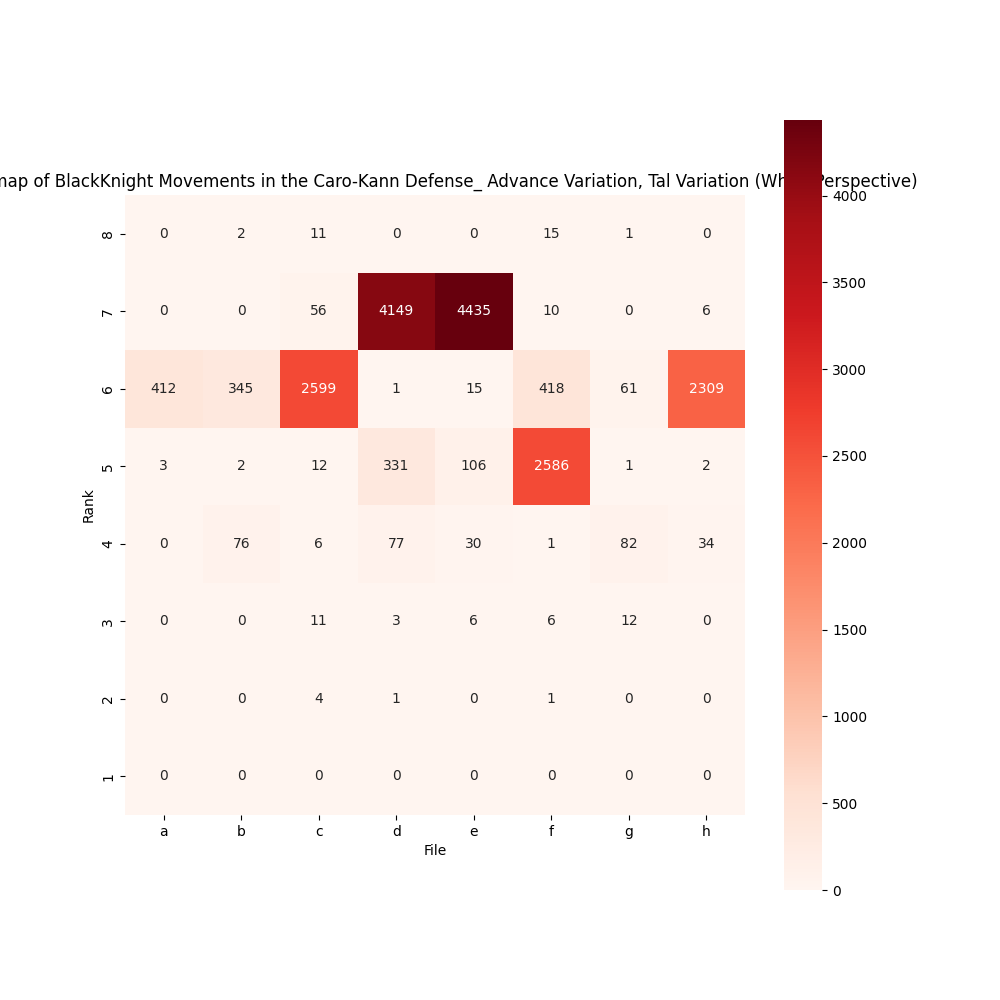 map of BlackKnight Movements in the Caro-Kann Defense_ Advance Variation, Tal Variation (Wh Perspective)
8 0 2 11 0 0 15 1 0
7 0 0 56 4149 4435 10 0 6
6 412 345 2599 1 15 418 61 2309
5 3 2 12 331 106 2586 1 2
4 0 76 6 77 30 1 82 34
3 0 0 11 3 6 6 12 0
2 0 0 4 1 0 1 0 0
1 0 0 0 0 0 0 0 0
a b c d e f g h
File
Rank
4000
3500
3000
2500
2000
1500
1000
500
0